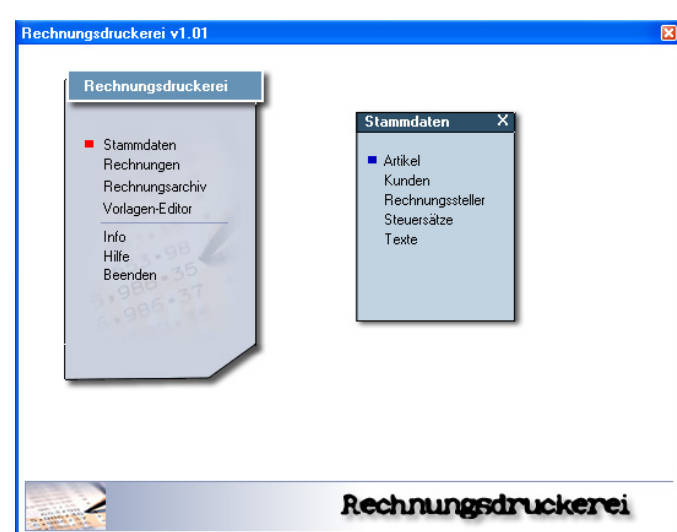 Rechnungsdruckerei v1.01
Rechnungsdruckerei
Stammdaten
Rechnungen
Rechnungsarchiv
Vorlagen-Editor
Info
Hilfe
Beenden
Stammdaten X
Artikel
Kunden
Rechnungssteller
Steuersätze
Texte
Rechnungsdruckerei